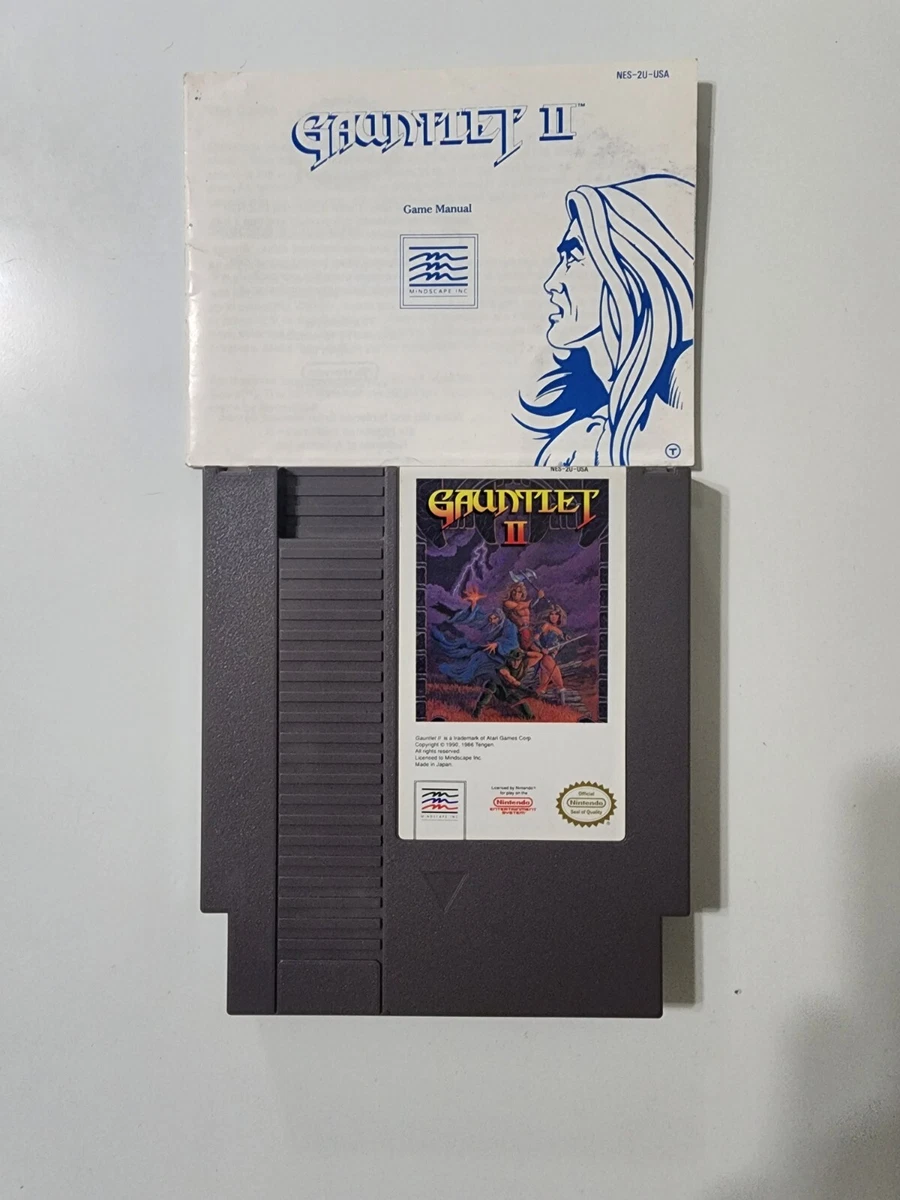 NES-2U-USA
GAUNTLET II™
Game Manual
MINDSCAPE INC
T
NES-2U-USA
GAUNTLET
II
Gauntlet II is a trademark of Atari Games Corp.
Copyright © 1990, 1986 Tengen.
All rights reserved.
Licensed to Mindscape Inc.
Made in Japan.
MINDSCAPE INC
Licensed by Nintendo®
for play on the
Nintendo
ENTERTAINMENT
SYSTEM
Official
Nintendo
Seal of Quality